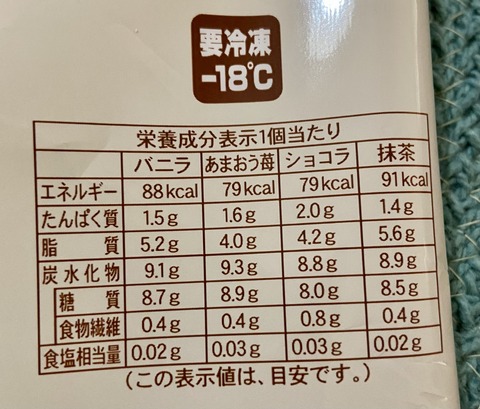 要冷凍
-18℃
栄養成分表示1個当たり
バニラ あまおう苺 ショコラ 抹茶
エネルギー 88kcal 79kcal 79kcal 91kcal
たんぱく質 1.5g 1.6g 2.0g 1.4g
脂質 5.2g 4.0g 4.2g 5.6g
炭水化物 9.1g 9.3g 8.8g 8.9g
糖質 8.7g 8.9g 8.0g 8.5g
食物繊維 0.4g 0.4g 0.8g 0.4g
食塩相当量 0.02g 0.03g 0.03g 0.02g
(この表示値は、目安です。)